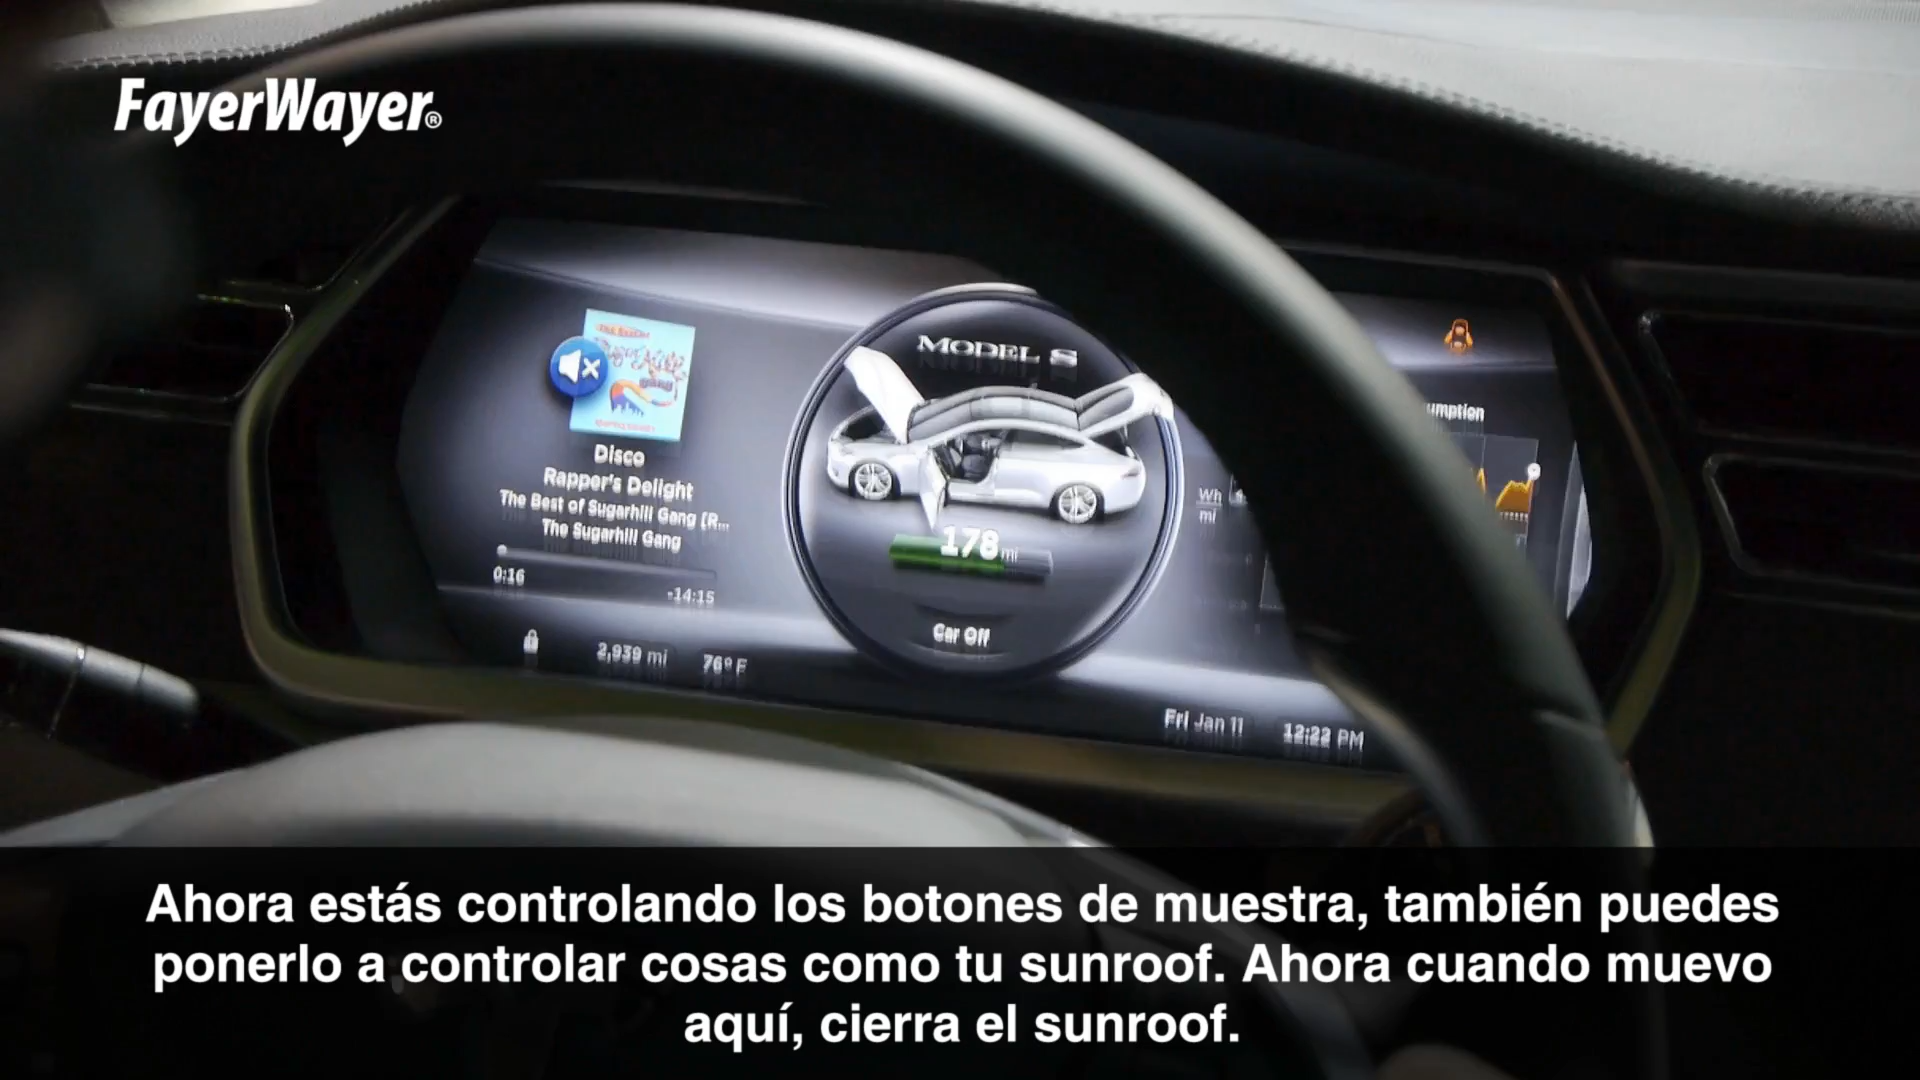 FayerWayer®
MODEL S
umption
Disco
Rapper's Delight
The Best of Sugarhill Gang [R...
The Sugarhill Gang
Wh
mi
178 mi
0:16
-14:15
Car Off
2,939 mi
76° F
Fri Jan 11
12:22 PM
Ahora estás controlando los botones de muestra, también puedes
ponerlo a controlar cosas como tu sunroof. Ahora cuando muevo
aquí, cierra el sunroof.